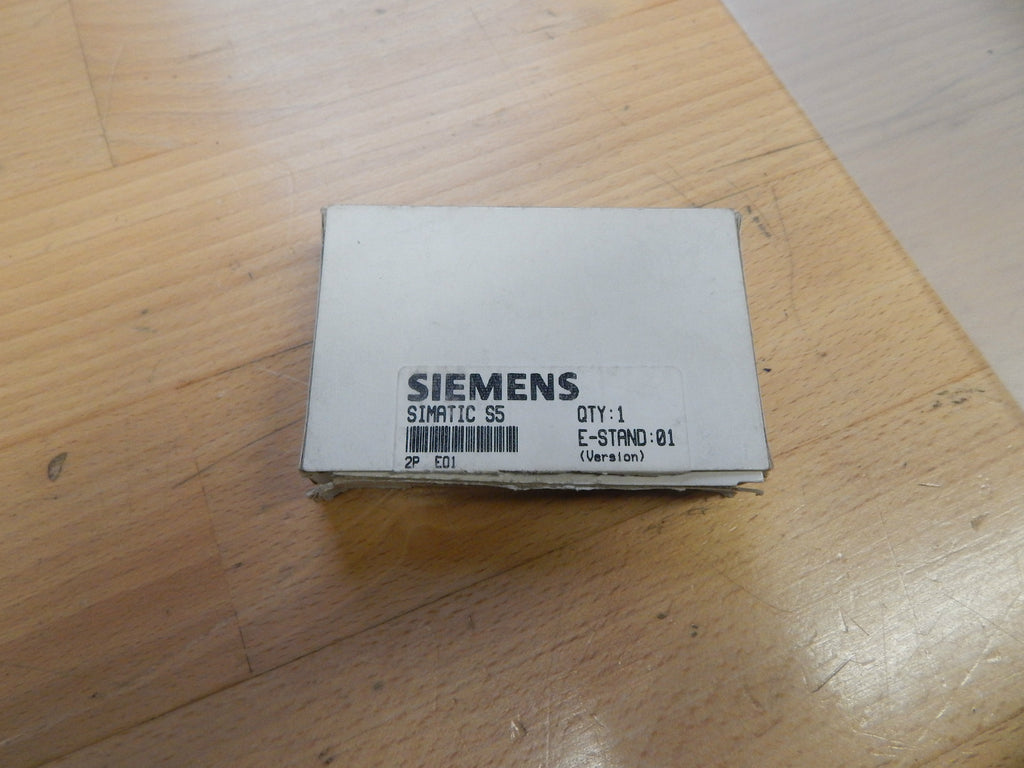 SIEMENS
SIMATIC S5 QTY:1
E-STAND:01
2P E01 (Version)